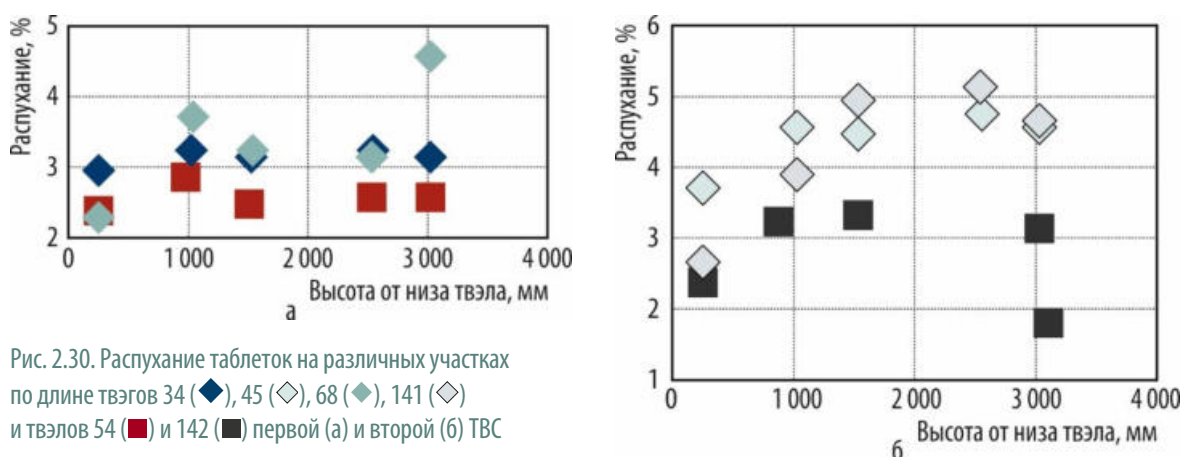 Распухание, %
5
4
3
2
0
1 000
2 000
3 000
4 000
Высота от низа твэла, мм
а
Распухание, %
6
5
4
3
2
1
0
1 000
2 000
3 000
4 000
Высота от низа твэла, мм
б
Рис. 2.30. Распухание таблеток на различных участках
по длине твэгов 34 (◆), 45 (◇), 68 (◆), 141 (◇)
и твэлов 54 (■) и 142 (■) первой (а) и второй (б) ТВС